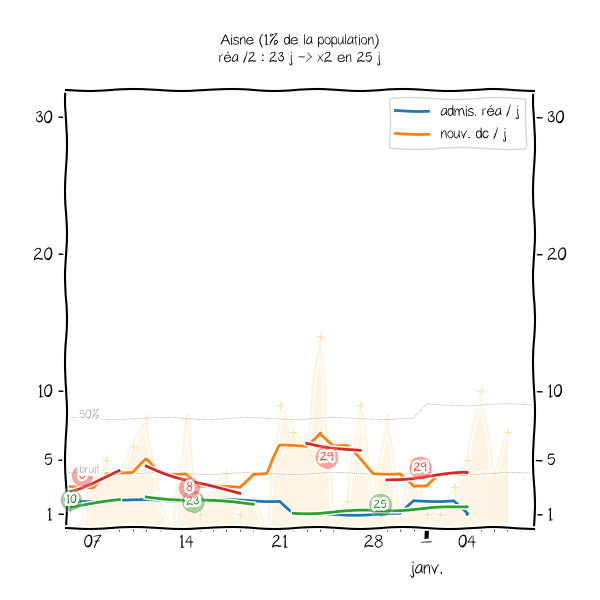 Aisne (1% de la population)
réa /2 : 23 j -> x2 en 25 j
admis. réa / j
nouv. dc / j
30 30
20 20
10 10
50%
5 5
bruit
29
29
8
10
23
25
1 1
07 14 21 28 1 04
janv.